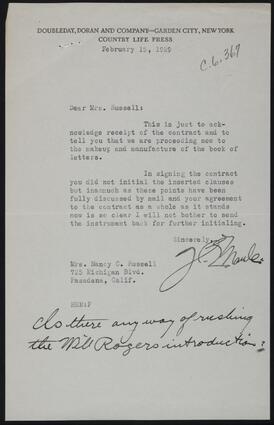 DOUBLEDAY, DORAN AND COMPANY—GARDEN CITY, NEW YORK
COUNTRY LIFE PRESS
February 15, 1929
C.6.367
Dear Mrs. Russell:
This is just to ack-
nowledge receipt of the contract and to
tell you that we are proceeding now to
the makeup and manufacture of the book of
letters.
In signing the contract
you did not initial the inserted clauses
but inasmuch as these points have been
fully discussed by mail and your agreement
to the contract as a whole as it stands
now is so clear I will not bother to send
the instrument back for further initialing.
Sincerely,
Mrs. Nancy C. Russell
725 Michigan Blvd.
Pasadena, Calif.
HEM:F
Is there any way of rushing
the Will Rogers introduction?